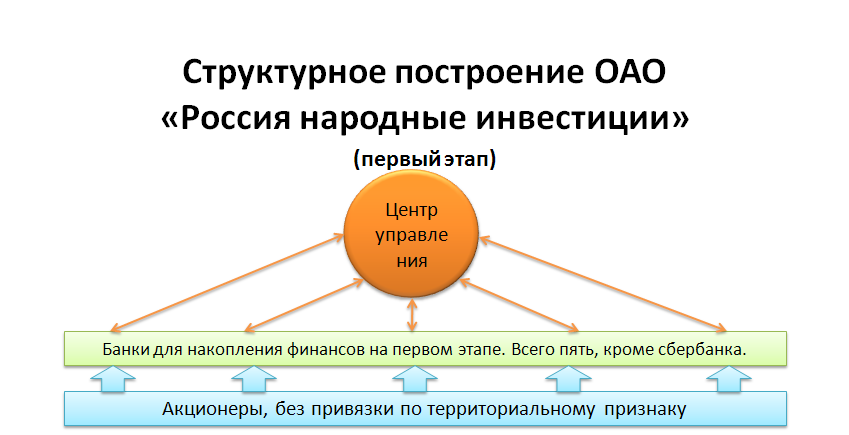 Структурное построение ОАО
«Россия народные инвестиции»
(первый этап)
Центр
управле
ния
Банки для накопления финансов на первом этапе. Всего пять, кроме сбербанка.
Акционеры, без привязки по территориальному признаку